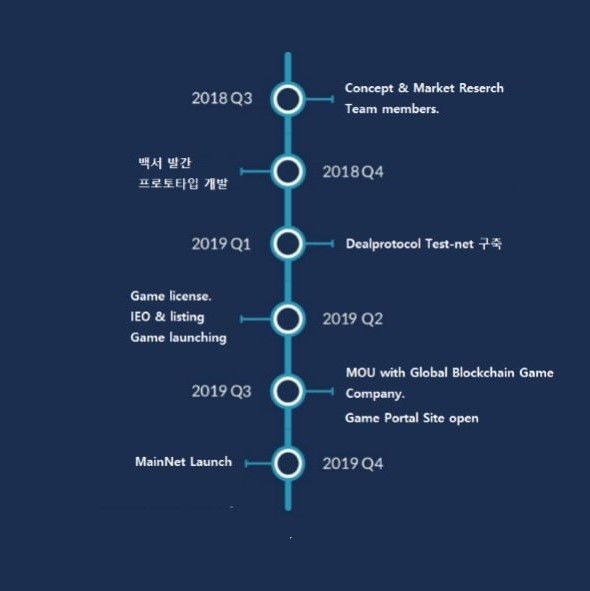 2018 Q3
Concept & Market Reserch
Team members.
백서 발간
프로토타입 개발
2018 Q4
2019 Q1
Dealprotocol Test-net 구축
Game license.
IEO & listing
Game launching
2019 Q2
2019 Q3
MOU with Global Blockchain Game
Company.
Game Portal Site open
MainNet Launch
2019 Q4